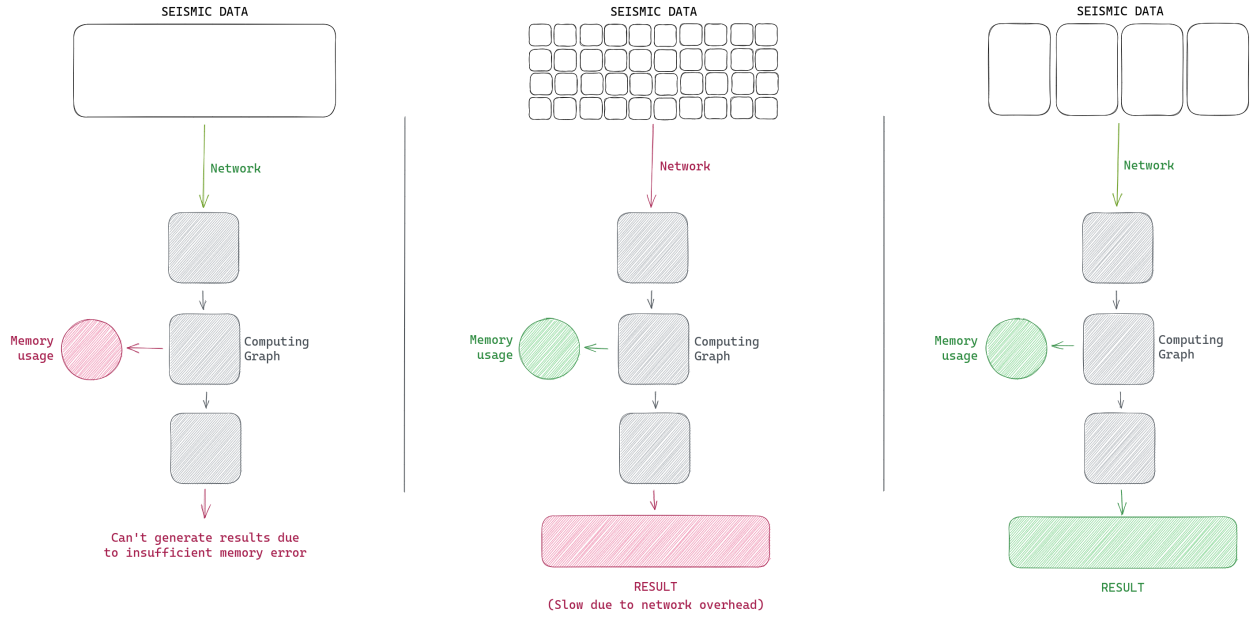 SEISMIC DATA
Network
Memory
usage
Computing
Graph
Can't generate results due
to insufficient memory error
SEISMIC DATA
Network
Memory
usage
Computing
Graph
RESULT
(Slow due to network overhead)
SEISMIC DATA
Network
Memory
usage
Computing
Graph
RESULT